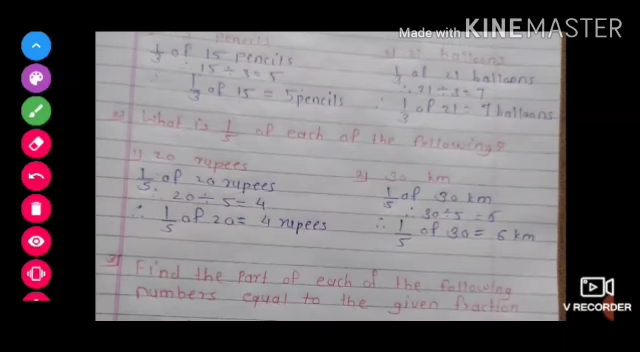 Made with KINEMASTER
pencils
1/3 of 15 pencils
∴ 15 ÷ 3 = 5
∴ 1/3 of 15 = 5 pencils
balloons
1/3 of 21 balloons
∴ 21 ÷ 3 = 7
∴ 1/3 of 21 = 7 balloons
2) What is 1/5 of each of the following?
1) 20 rupees
1/5 of 20 rupees
∴ 20 ÷ 5 = 4
∴ 1/5 of 20 = 4 rupees
2) 30 km
1/5 of 30 km
∴ 30 ÷ 5 = 6
∴ 1/5 of 30 = 6 km
3) Find the part of each of the following
numbers equal to the given fraction
V RECORDER